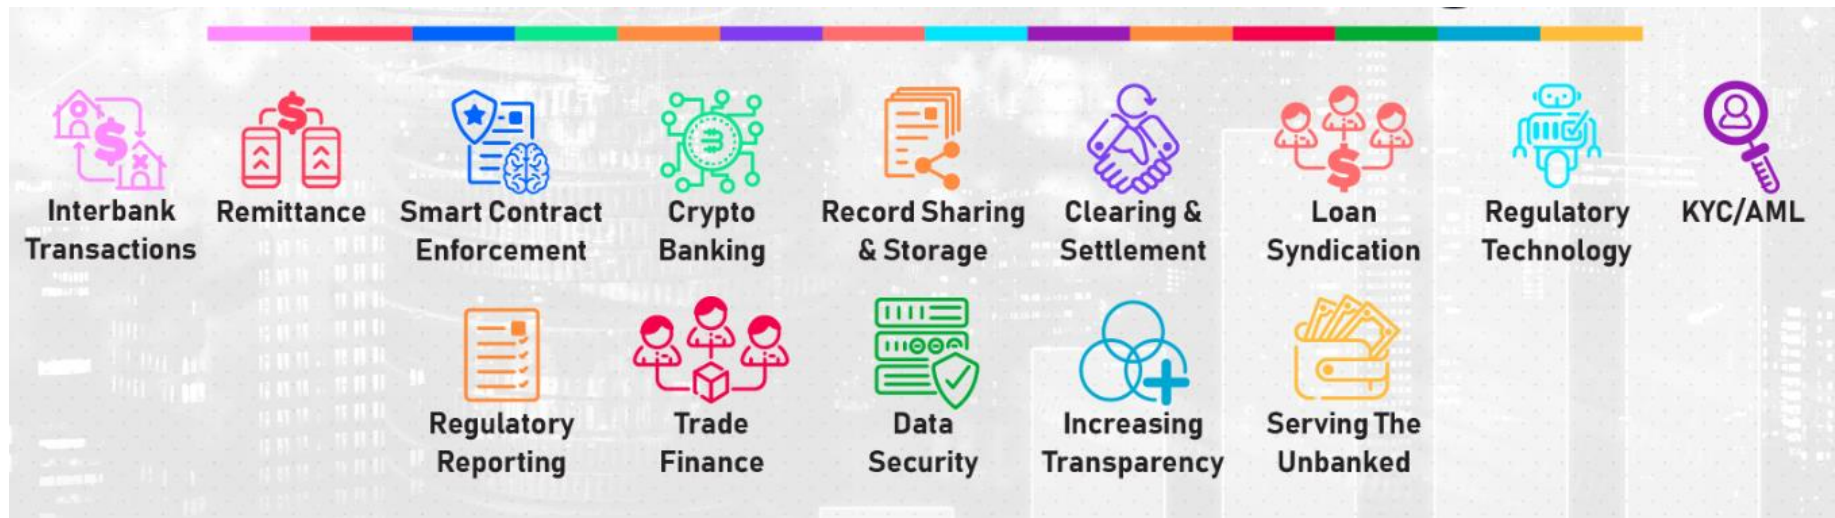 Interbank
Transactions
Remittance
Smart Contract
Enforcement
Crypto
Banking
Record Sharing
& Storage
Clearing &
Settlement
Loan
Syndication
Regulatory
Technology
KYC/AML
Regulatory
Reporting
Trade
Finance
Data
Security
Increasing
Transparency
Serving The
Unbanked